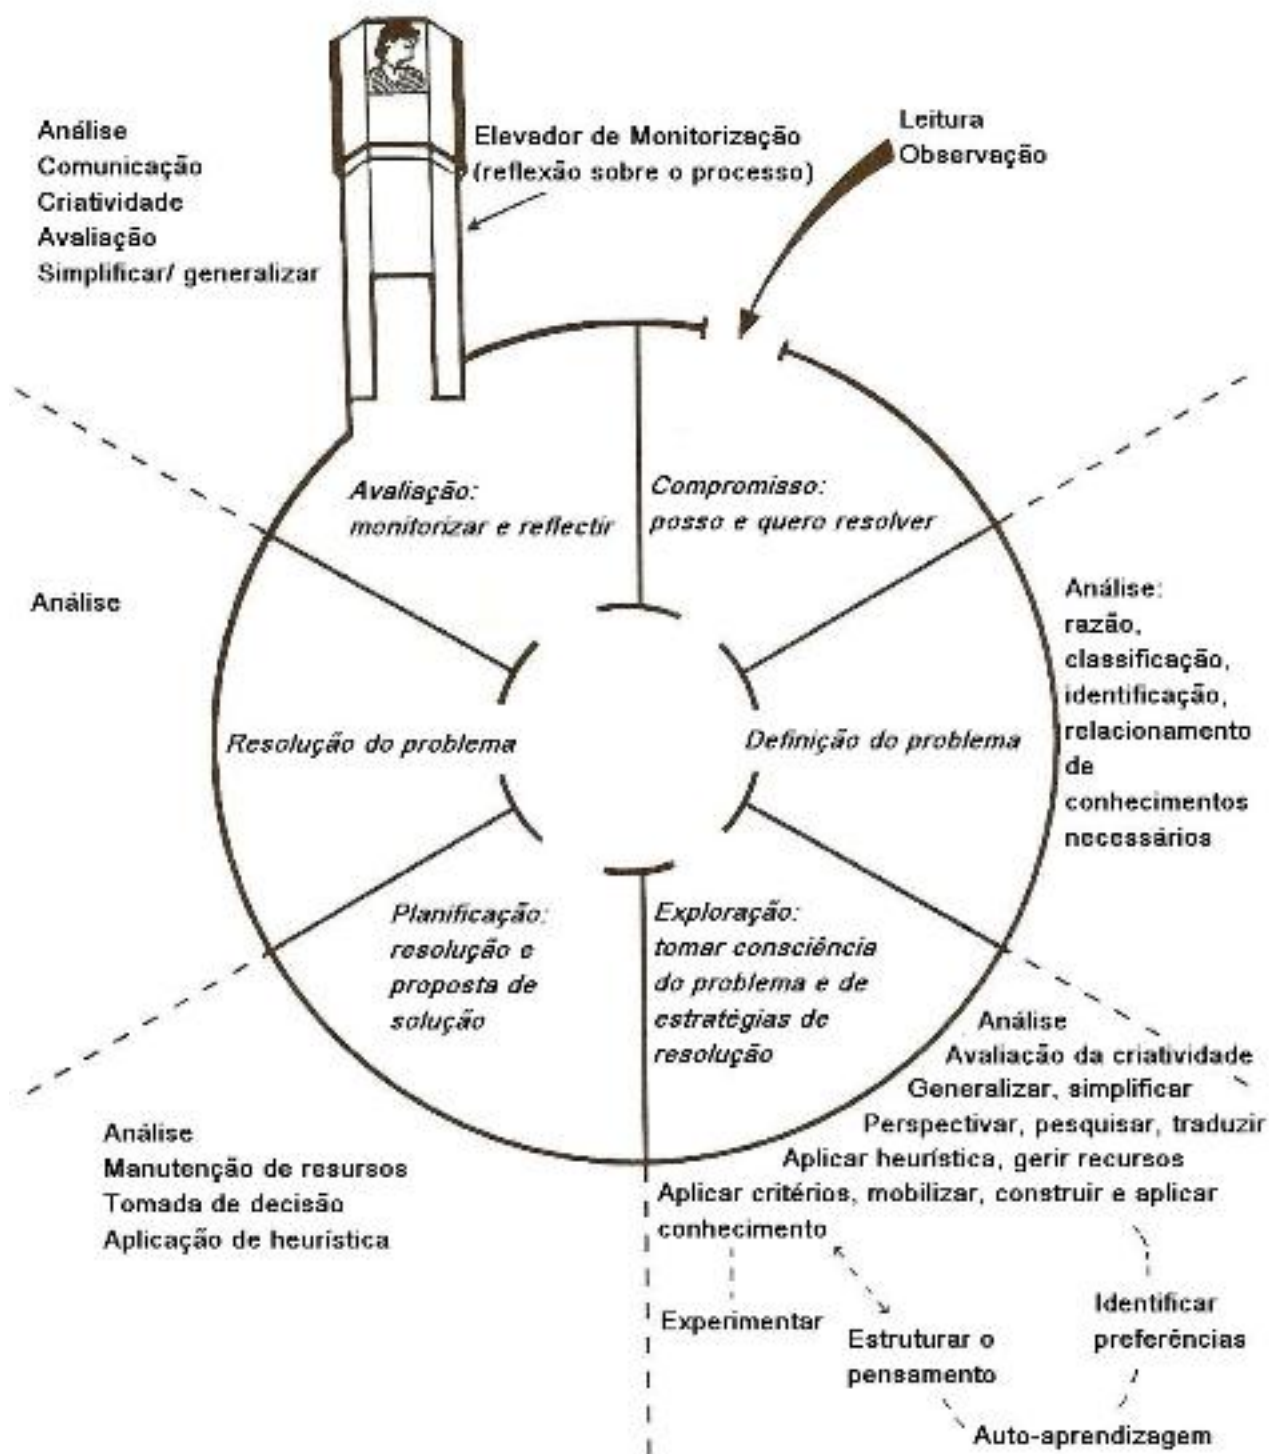 Análise
Comunicação
Criatividade
Avaliação
Simplificar/ generalizar
Elevador de Monitorização
(reflexão sobre o processo)
Leitura
Observação
Avaliação:
monitorizar e reflectir
Compromisso:
posso e quero resolver
Análise
Análise:
razão,
classificação,
identificação,
relacionamento
de
conhecimentos
necessários
Resolução do problema
Definição do problema
Planificação:
resolução e
proposta de
solução
Exploração:
tomar consciência
do problema e de
estratégias de
resolução
Análise
Avaliação da criatividade
Generalizar, simplificar
Perspectivar, pesquisar, traduzir
Aplicar heurística, gerir recursos
Aplicar critérios, mobilizar, construir e aplicar
conhecimento
Análise
Manutenção de resursos
Tomada de decisão
Aplicação de heurística
Experimentar
Estruturar o
pensamento
Identificar
preferências
Auto-aprendizagem